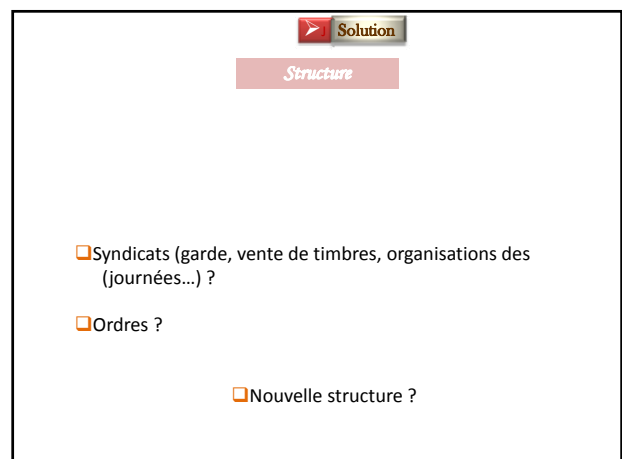 Solution
Structure
❑Syndicats (garde, vente de timbres, organisations des
(journées...) ?
❑Ordres ?
❑Nouvelle structure ?